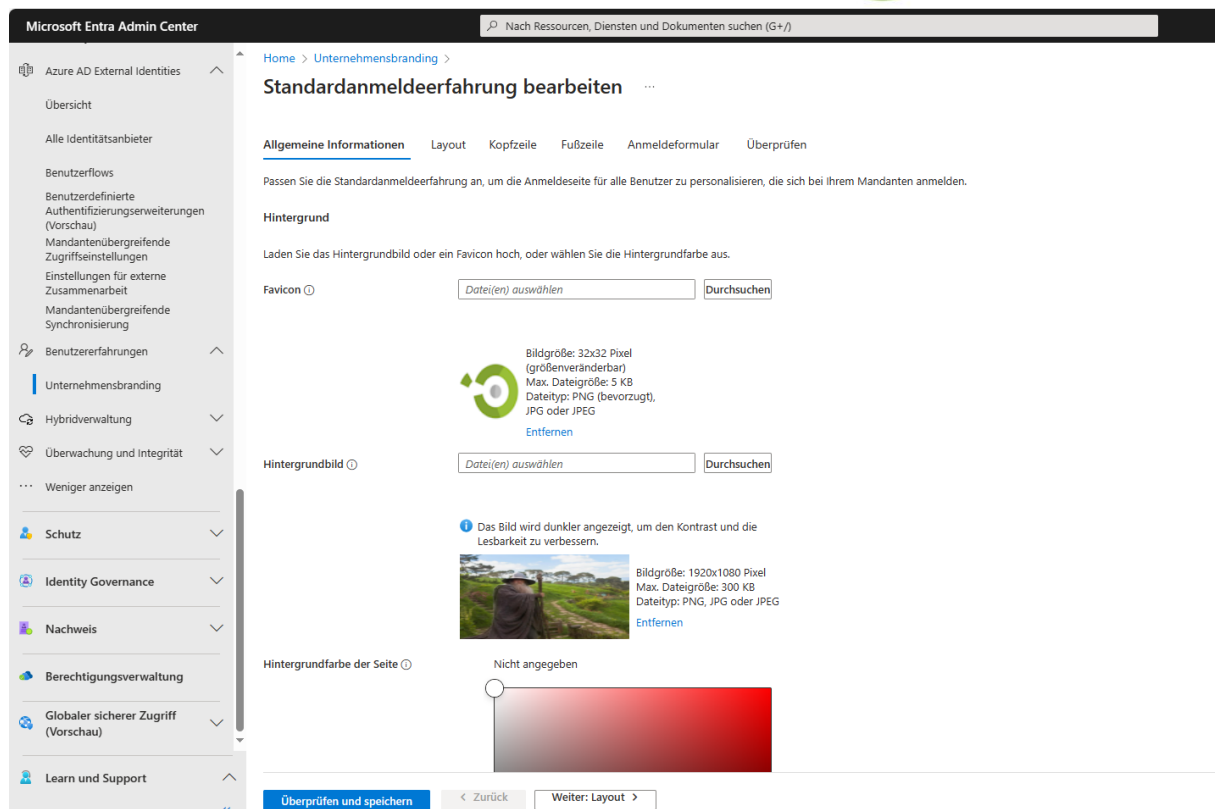 Microsoft Entra Admin Center
Nach Ressourcen, Diensten und Dokumenten suchen (G+/)
Azure AD External Identities
Übersicht
Alle Identitätsanbieter
Benutzerflows
Benutzerdefinierte
Authentifizierungserweiterungen
(Vorschau)
Mandantenübergreifende
Zugriffseinstellungen
Einstellungen für externe
Zusammenarbeit
Mandantenübergreifende
Synchronisierung
Benutzererfahrungen
Unternehmensbranding
Hybridverwaltung
Überwachung und Integrität
Weniger anzeigen
Schutz
Identity Governance
Nachweis
Berechtigungsverwaltung
Globaler sicherer Zugriff
(Vorschau)
Learn und Support
Home > Unternehmensbranding >
Standardanmeldeerfahrung bearbeiten ...
Allgemeine Informationen Layout Kopfzeile Fußzeile Anmeldeformular Überprüfen
Passen Sie die Standardanmeldeerfahrung an, um die Anmeldeseite für alle Benutzer zu personalisieren, die sich bei Ihrem Mandanten anmelden.
Hintergrund
Laden Sie das Hintergrundbild oder ein Favicon hoch, oder wählen Sie die Hintergrundfarbe aus.
Favicon Datei(en) auswählen Durchsuchen
Bildgröße: 32x32 Pixel
(größenveränderbar)
Max. Dateigröße: 5 KB
Dateityp: PNG (bevorzugt),
JPG oder JPEG
Entfernen
Hintergrundbild Datei(en) auswählen Durchsuchen
Das Bild wird dunkler angezeigt, um den Kontrast und die
Lesbarkeit zu verbessern.
Bildgröße: 1920x1080 Pixel
Max. Dateigröße: 300 KB
Dateityp: PNG, JPG oder JPEG
Entfernen
Hintergrundfarbe der Seite Nicht angegeben
Überprüfen und speichern < Zurück Weiter: Layout >